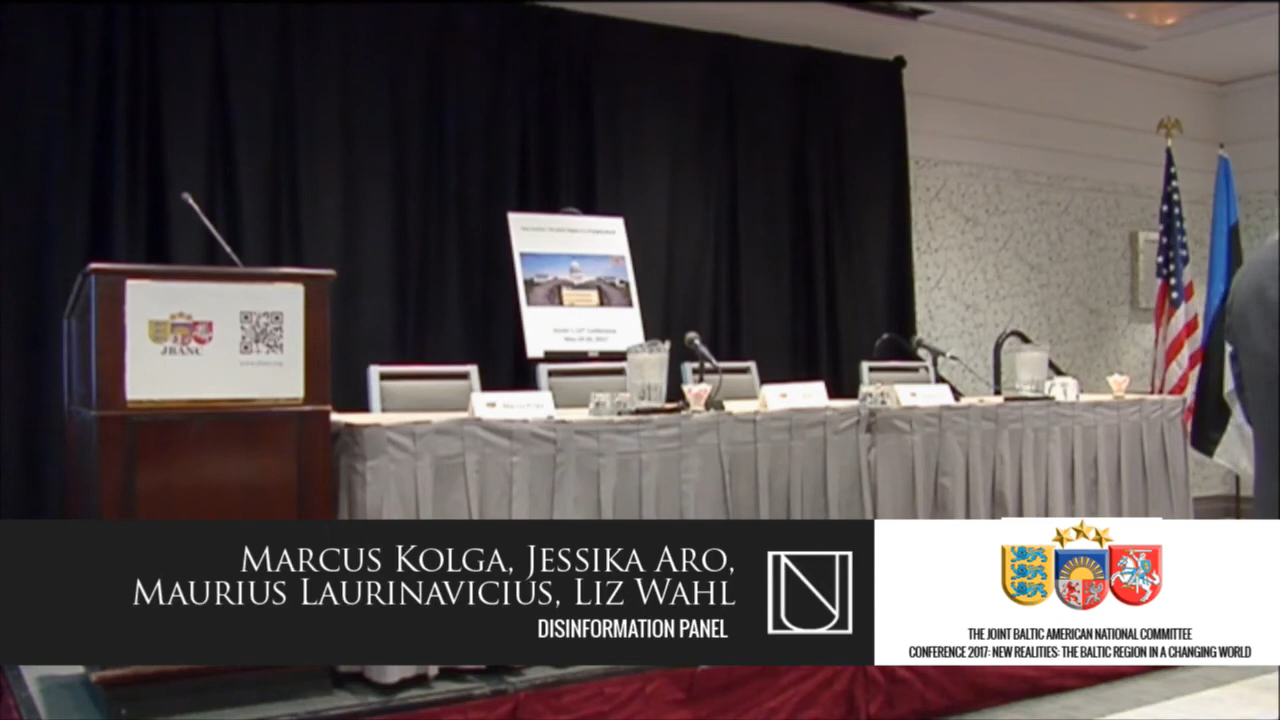 JBANC
MARCUS KOLGA, JESSIKA ARO,
MAURIUS LAURINAVICIUS, LIZ WAHL
DISINFORMATION PANEL
THE JOINT BALTIC AMERICAN NATIONAL COMMITTEE
CONFERENCE 2017: NEW REALITIES: THE BALTIC REGION IN A CHANGING WORLD